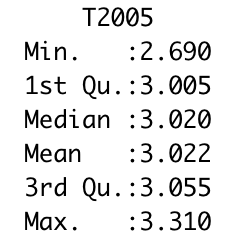 T2005
Min.   :2.690
1st Qu.:3.005
Median :3.020
Mean   :3.022
3rd Qu.:3.055
Max.   :3.310